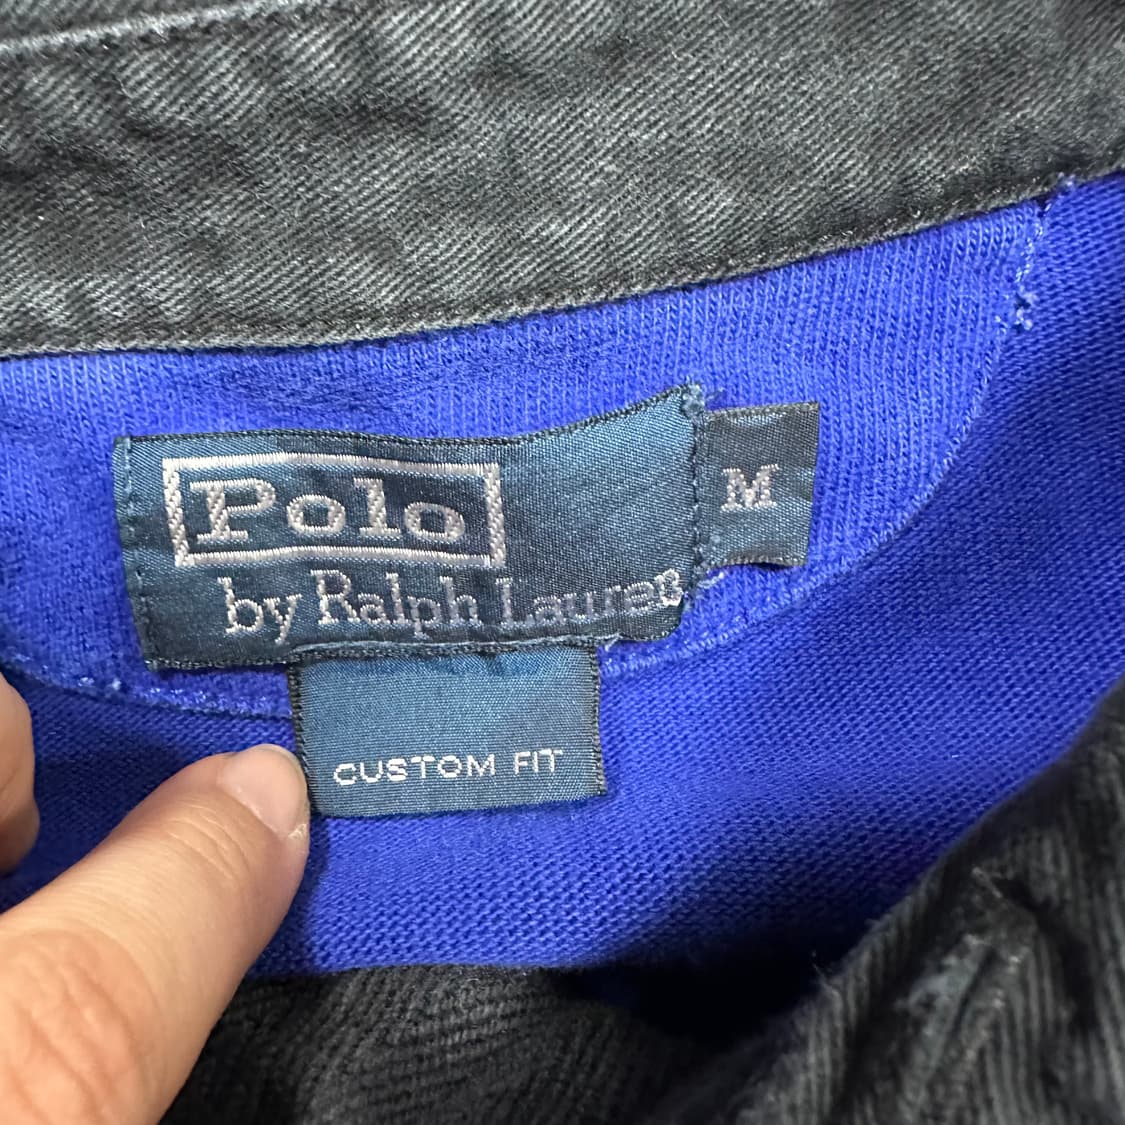 Polo
by Ralph Lauren
M
CUSTOM FIT